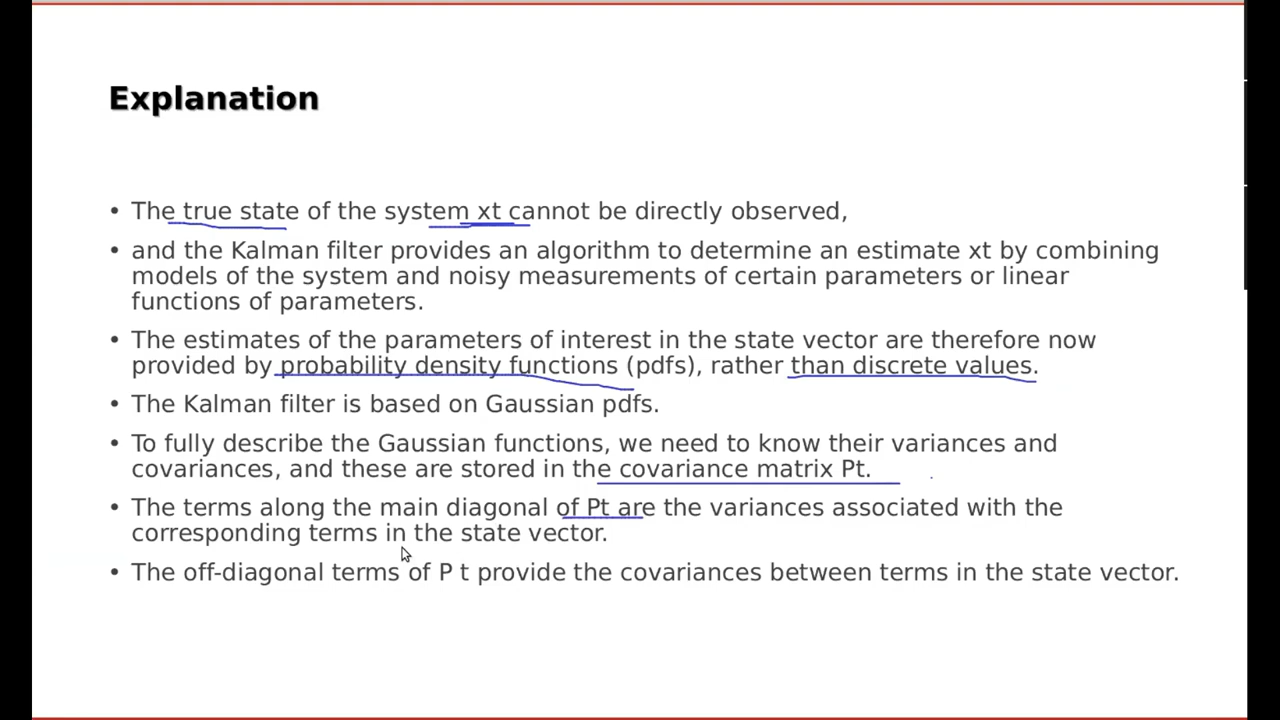 Explanation
• The true state of the system xt cannot be directly observed,
• and the Kalman filter provides an algorithm to determine an estimate xt by combining
models of the system and noisy measurements of certain parameters or linear
functions of parameters.
• The estimates of the parameters of interest in the state vector are therefore now
provided by probability density functions (pdfs), rather than discrete values.
• The Kalman filter is based on Gaussian pdfs.
• To fully describe the Gaussian functions, we need to know their variances and
covariances, and these are stored in the covariance matrix Pt.
• The terms along the main diagonal of Pt are the variances associated with the
corresponding terms in the state vector.
• The off-diagonal terms of P t provide the covariances between terms in the state vector.